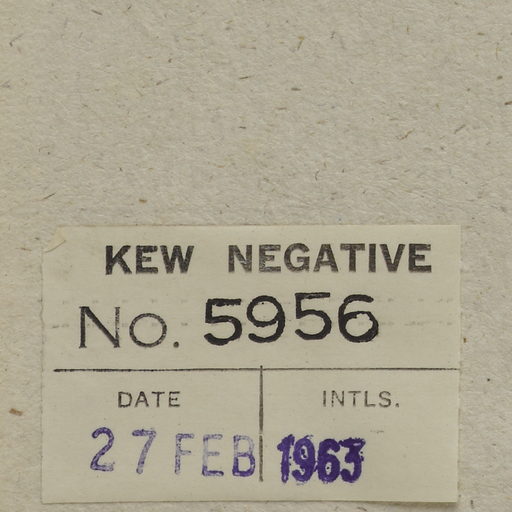 KEW NEGATIVE
No. 5956
DATE INTLS.
27 FEB 1963